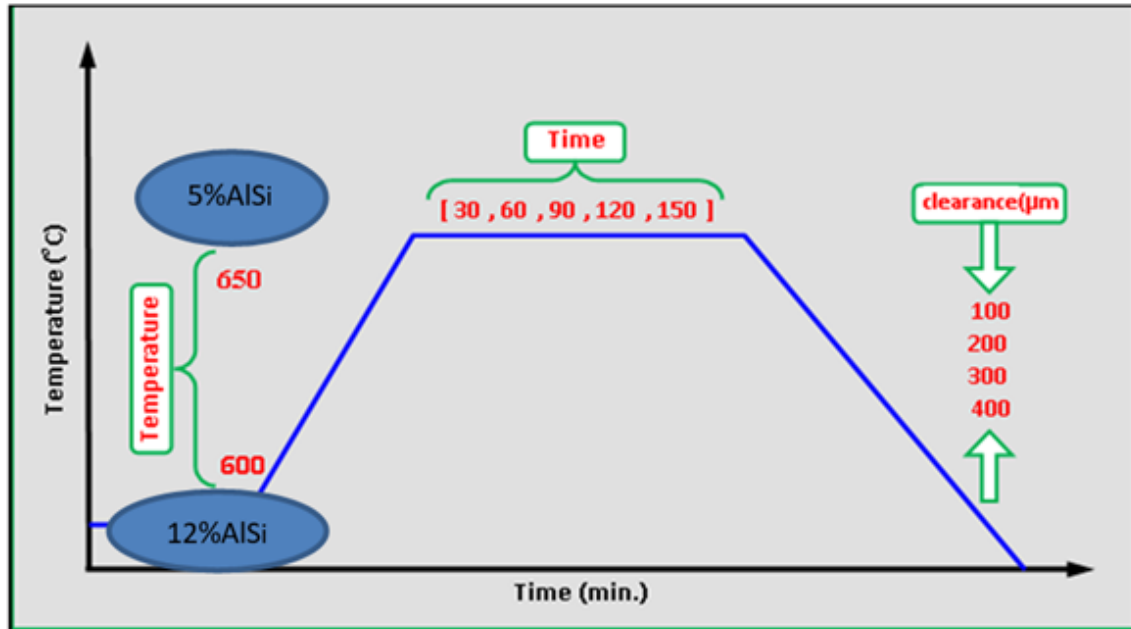 Time
[ 30 , 60 , 90 , 120 , 150 ]
5%AlSi
clearance(µm
650
100
200
300
400
Temperature
Temperature (°C)
600
12%AlSi
Time (min.)